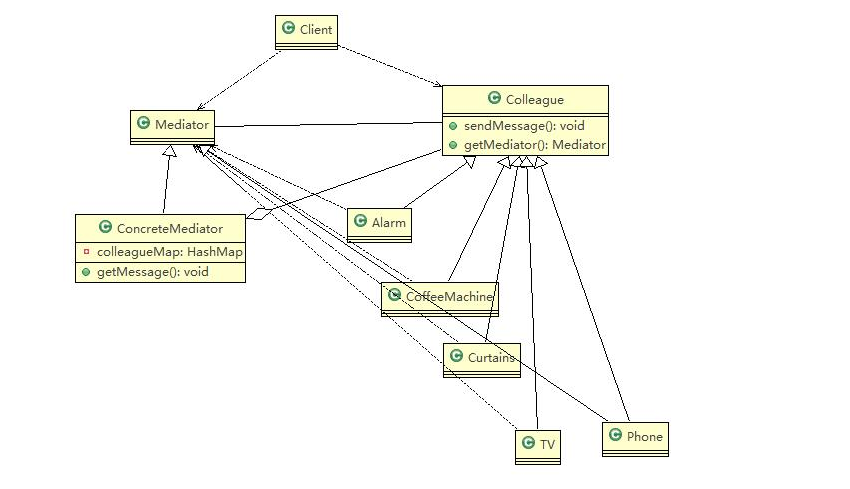 Client
Colleague
sendMessage(): void
getMediator(): Mediator
Mediator
ConcreteMediator
colleagueMap: HashMap
getMessage(): void
Alarm
CoffeeMachine
Curtains
TV
Phone